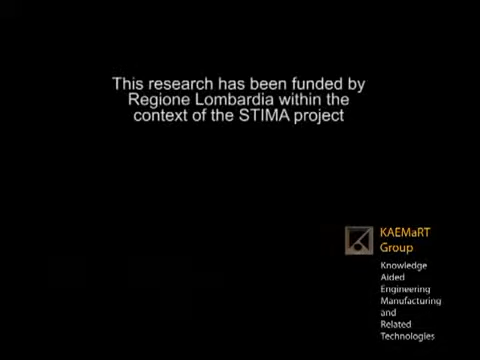 This research has been funded by
Regione Lombardia within the
context of the STIMA project
KAEMaRT
Group
Knowledge
Aided
Engineering
Manufacturing
and
Related
Technologies